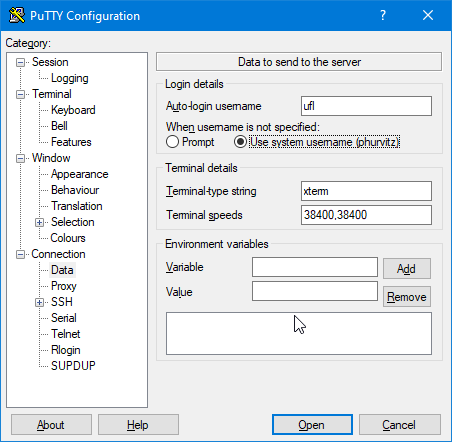 PuTTY Configuration
?
Category:
Session
Logging
Terminal
Keyboard
Bell
Features
Window
Appearance
Behaviour
Translation
Selection
Colours
Connection
Data
Proxy
SSH
Serial
Telnet
Rlogin
SUPDUP
Data to send to the server
Login details
Auto-login username ufl
When username is not specified:
Prompt Use system username (phurvitz)
Terminal details
Terminal-type string xterm
Terminal speeds 38400,38400
Environment variables
Variable Add
Value Remove
About Help Open Cancel